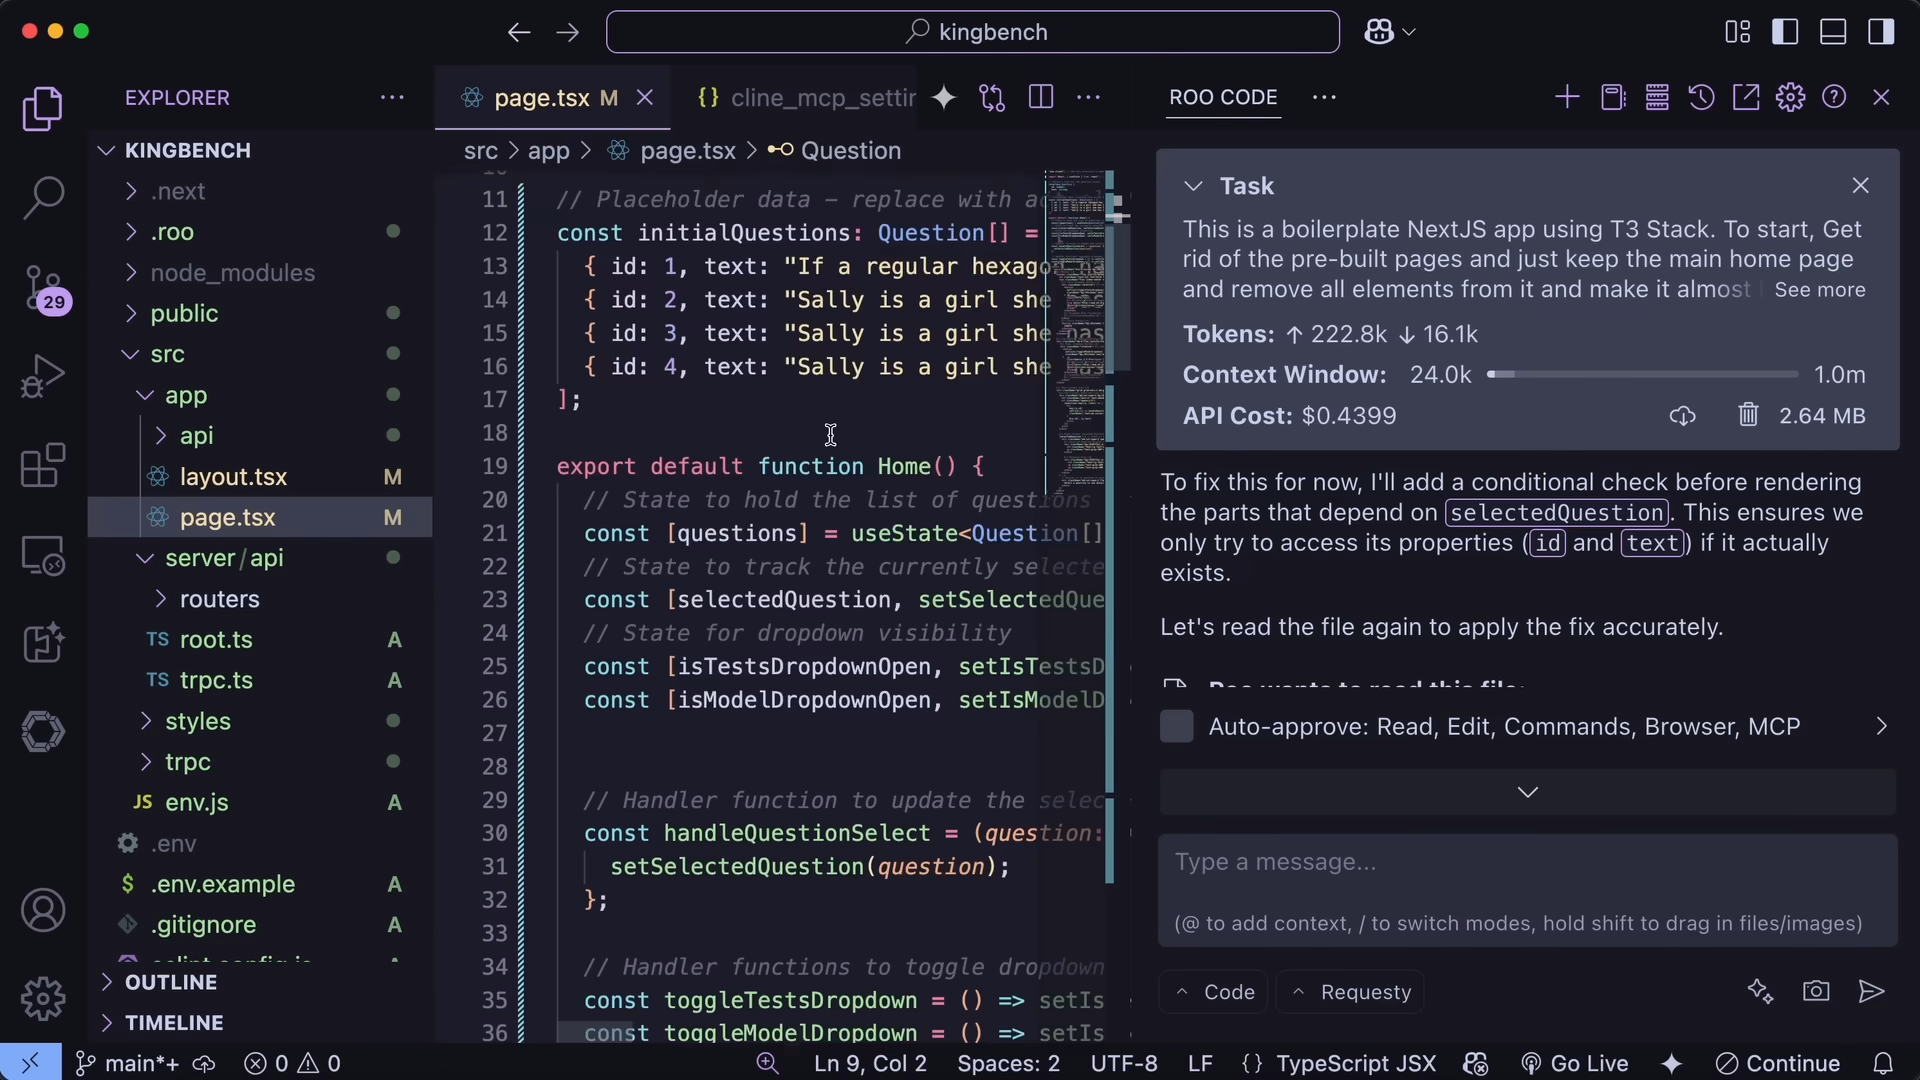 kingbench
EXPLORER
KINGBENCH
.next
.roo
node_modules
public
src
app
api
layout.tsx M
page.tsx M
server/api
routers
TS root.ts A
TS trpc.ts A
styles
trpc
JS env.js A
.env
$ .env.example A
.gitignore A
OUTLINE
TIMELINE
29
page.tsx M
{} cline_mcp_settin
src > app > page.tsx > Question
11 // Placeholder data – replace with ac
12 const initialQuestions: Question[] =
13 { id: 1, text: "If a regular hexagon has
14 { id: 2, text: "Sally is a girl she has
15 { id: 3, text: "Sally is a girl she has
16 { id: 4, text: "Sally is a girl she has
17 ];
18
19 export default function Home() {
20 // State to hold the list of questions
21 const [questions] = useState<Question[]
22 // State to track the currently selecte
23 const [selectedQuestion, setSelectedQue
24 // State for dropdown visibility
25 const [isTestsDropdownOpen, setIsTestsD
26 const [isModelDropdownOpen, setIsModelD
27
28
29 // Handler function to update the selec
30 const handleQuestionSelect = (question:
31 setSelectedQuestion(question);
32 };
33
34 // Handler functions to toggle dropdown
35 const toggleTestsDropdown = () => setIs
36 const toggleModelDropdown = () => setIs
ROO CODE
Task
This is a boilerplate NextJS app using T3 Stack. To start, Get
rid of the pre-built pages and just keep the main home page
and remove all elements from it and make it almost See more
Tokens: ↑ 222.8k ↓ 16.1k
Context Window: 24.0k 1.0m
API Cost: $0.4399 2.64 MB
To fix this for now, I'll add a conditional check before rendering
the parts that depend on selectedQuestion. This ensures we
only try to access its properties (id and text) if it actually
exists.
Let's read the file again to apply the fix accurately.
Roo wants to read this file:
Auto-approve: Read, Edit, Commands, Browser, MCP
Type a message...
(@ to add context, / to switch modes, hold shift to drag in files/images)
Code
Requesty
main*+ 0 0 Ln 9, Col 2 Spaces: 2 UTF-8 LF {} TypeScript JSX Go Live Continue